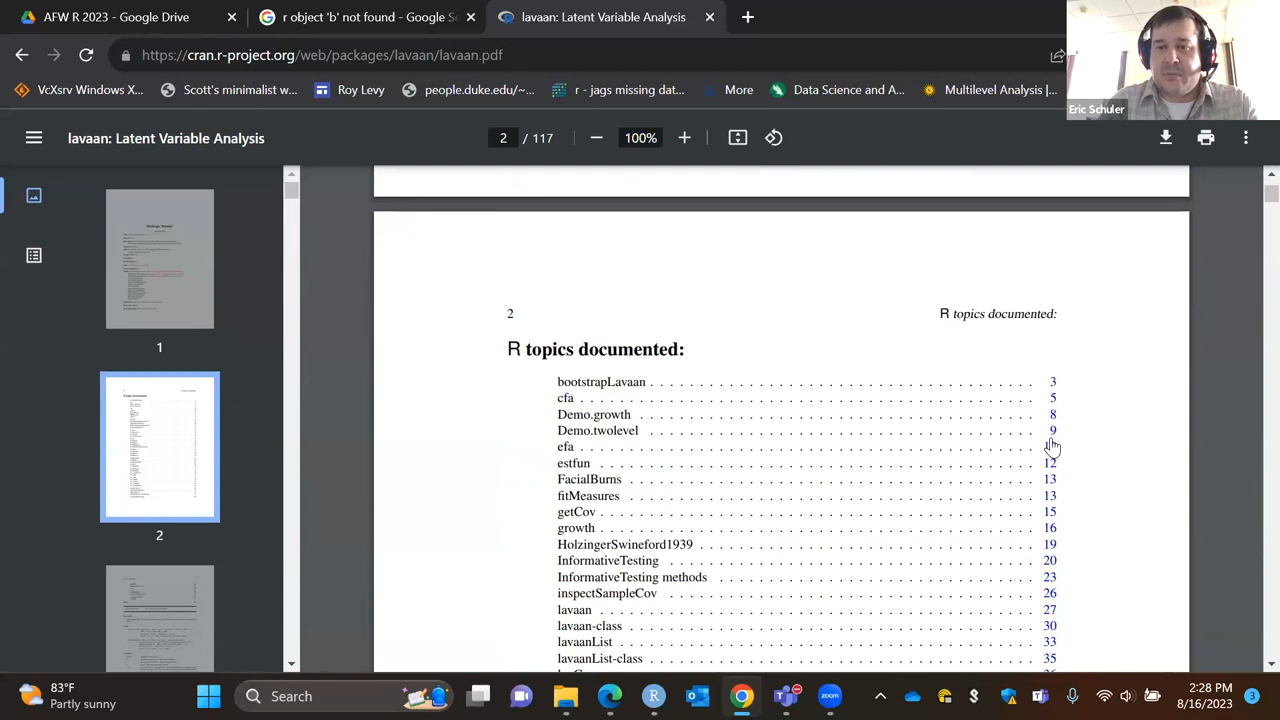 AFW R 2023 - Google Drive
r object 'b' not found - Google Se
lavaan: Latent Variable Analysis
https://cran.r-project.org/web/packages/lavaan
VcXsrv Windows X...
Scott's minimalist w...
Roy Levy
r - jags missing dat...
More
Data Science and A...
Multilevel Analysis |...
Eric Schuler
lavaan: Latent Variable Analysis
2 / 117
100%
1
2
2
R topics documented:
R topics documented:
bootstrapLavaan 3
cfa 5
Demo.growth 8
Demo.twolevel 9
efa
estfun 12
FacialBurns 13
fitMeasures 13
getCov 15
growth 16
HolzingerSwineford1939 19
InformativeTesting 20
InformativeTesting methods 23
inspectSampleCov 26
lavaan 27
lavaan-class 30
lavaanList 33
lavaanList-class 35
83°F
Partly sunny
Search
zoom
2:28 PM
8/16/2023
3